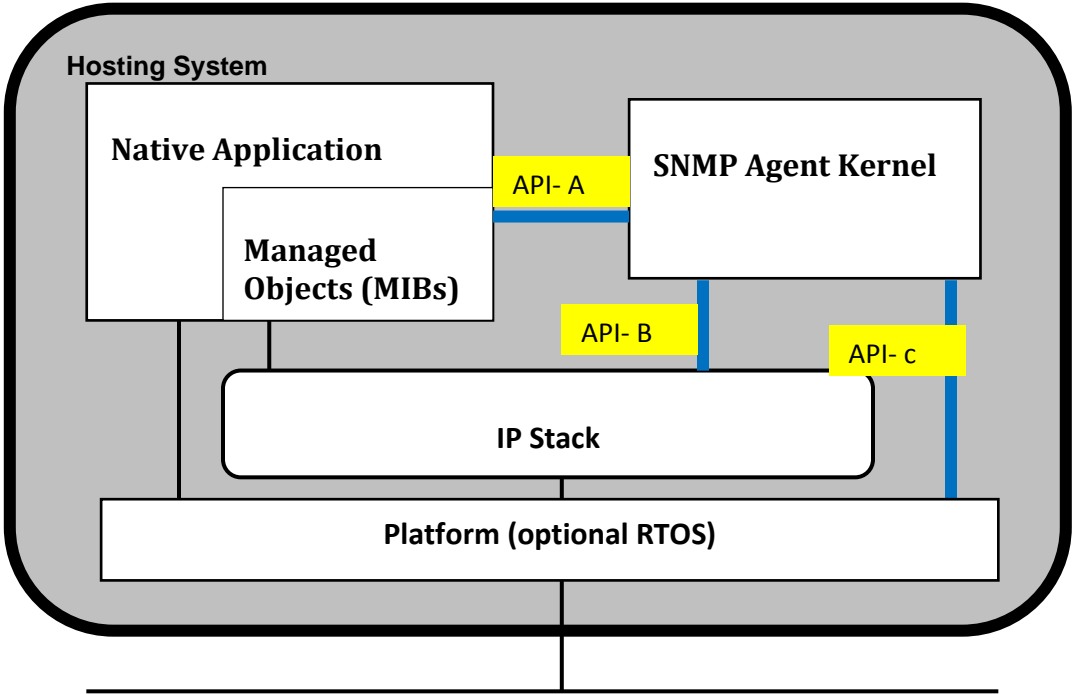 Hosting System
Native Application
API- A
SNMP Agent Kernel
Managed
Objects (MIBs)
API- B
API- c
IP Stack
Platform (optional RTOS)